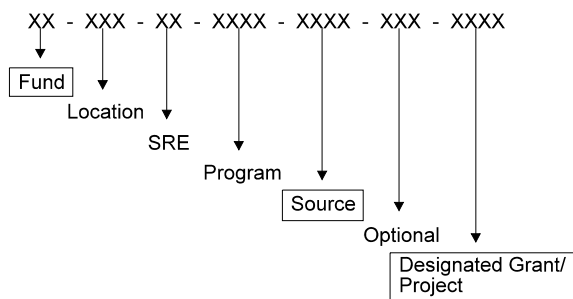 XX - XXX - XX - XXXX - XXXX - XXX - XXXX
Fund
Location
SRE
Program
Source
Optional
Designated Grant/
Project